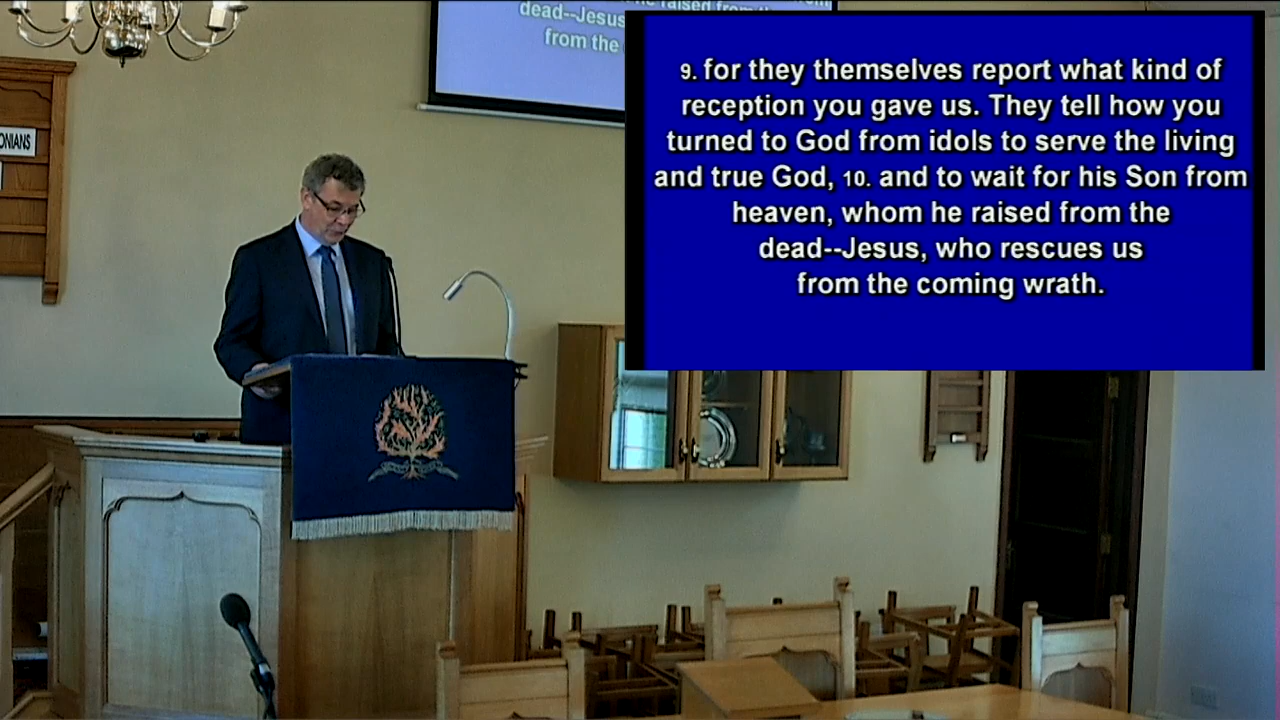 dead--Jesus
from the
ONIANS
9. for they themselves report what kind of
reception you gave us. They tell how you
turned to God from idols to serve the living
and true God, 10. and to wait for his Son from
heaven, whom he raised from the
dead--Jesus, who rescues us
from the coming wrath.